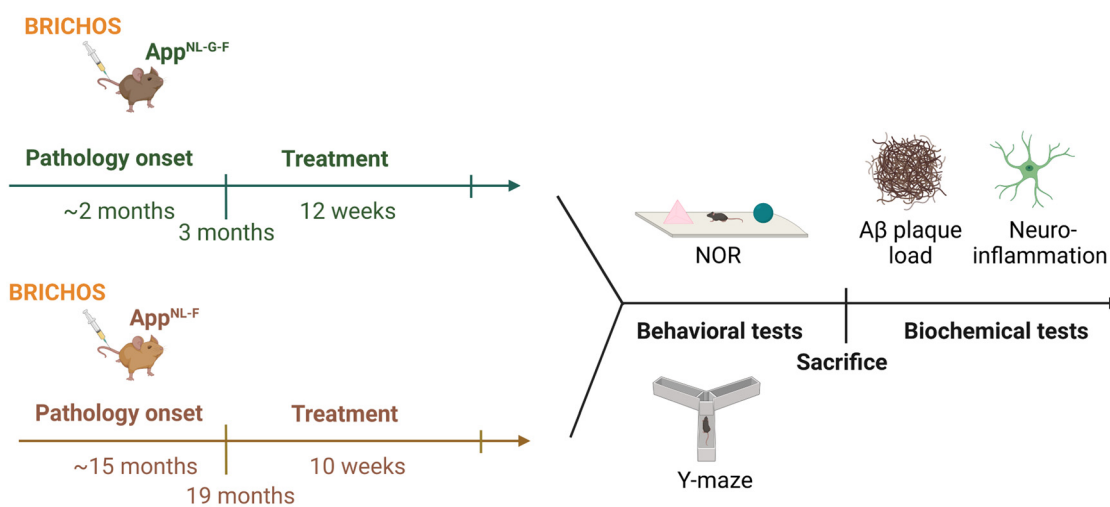 BRICHOS
App^NL-G-F
Pathology onset
Treatment
~2 months
12 weeks
3 months
BRICHOS
App^NL-F
Pathology onset
Treatment
~15 months
10 weeks
19 months
NOR
Aβ plaque
load
Neuro-
inflammation
Behavioral tests
Biochemical tests
Sacrifice
Y-maze